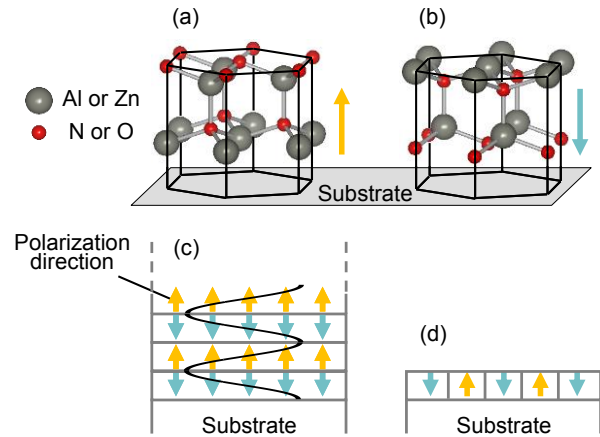 (a)
(b)
Al or Zn
N or O
Substrate
Polarization
direction
(c)
(d)
Substrate
Substrate